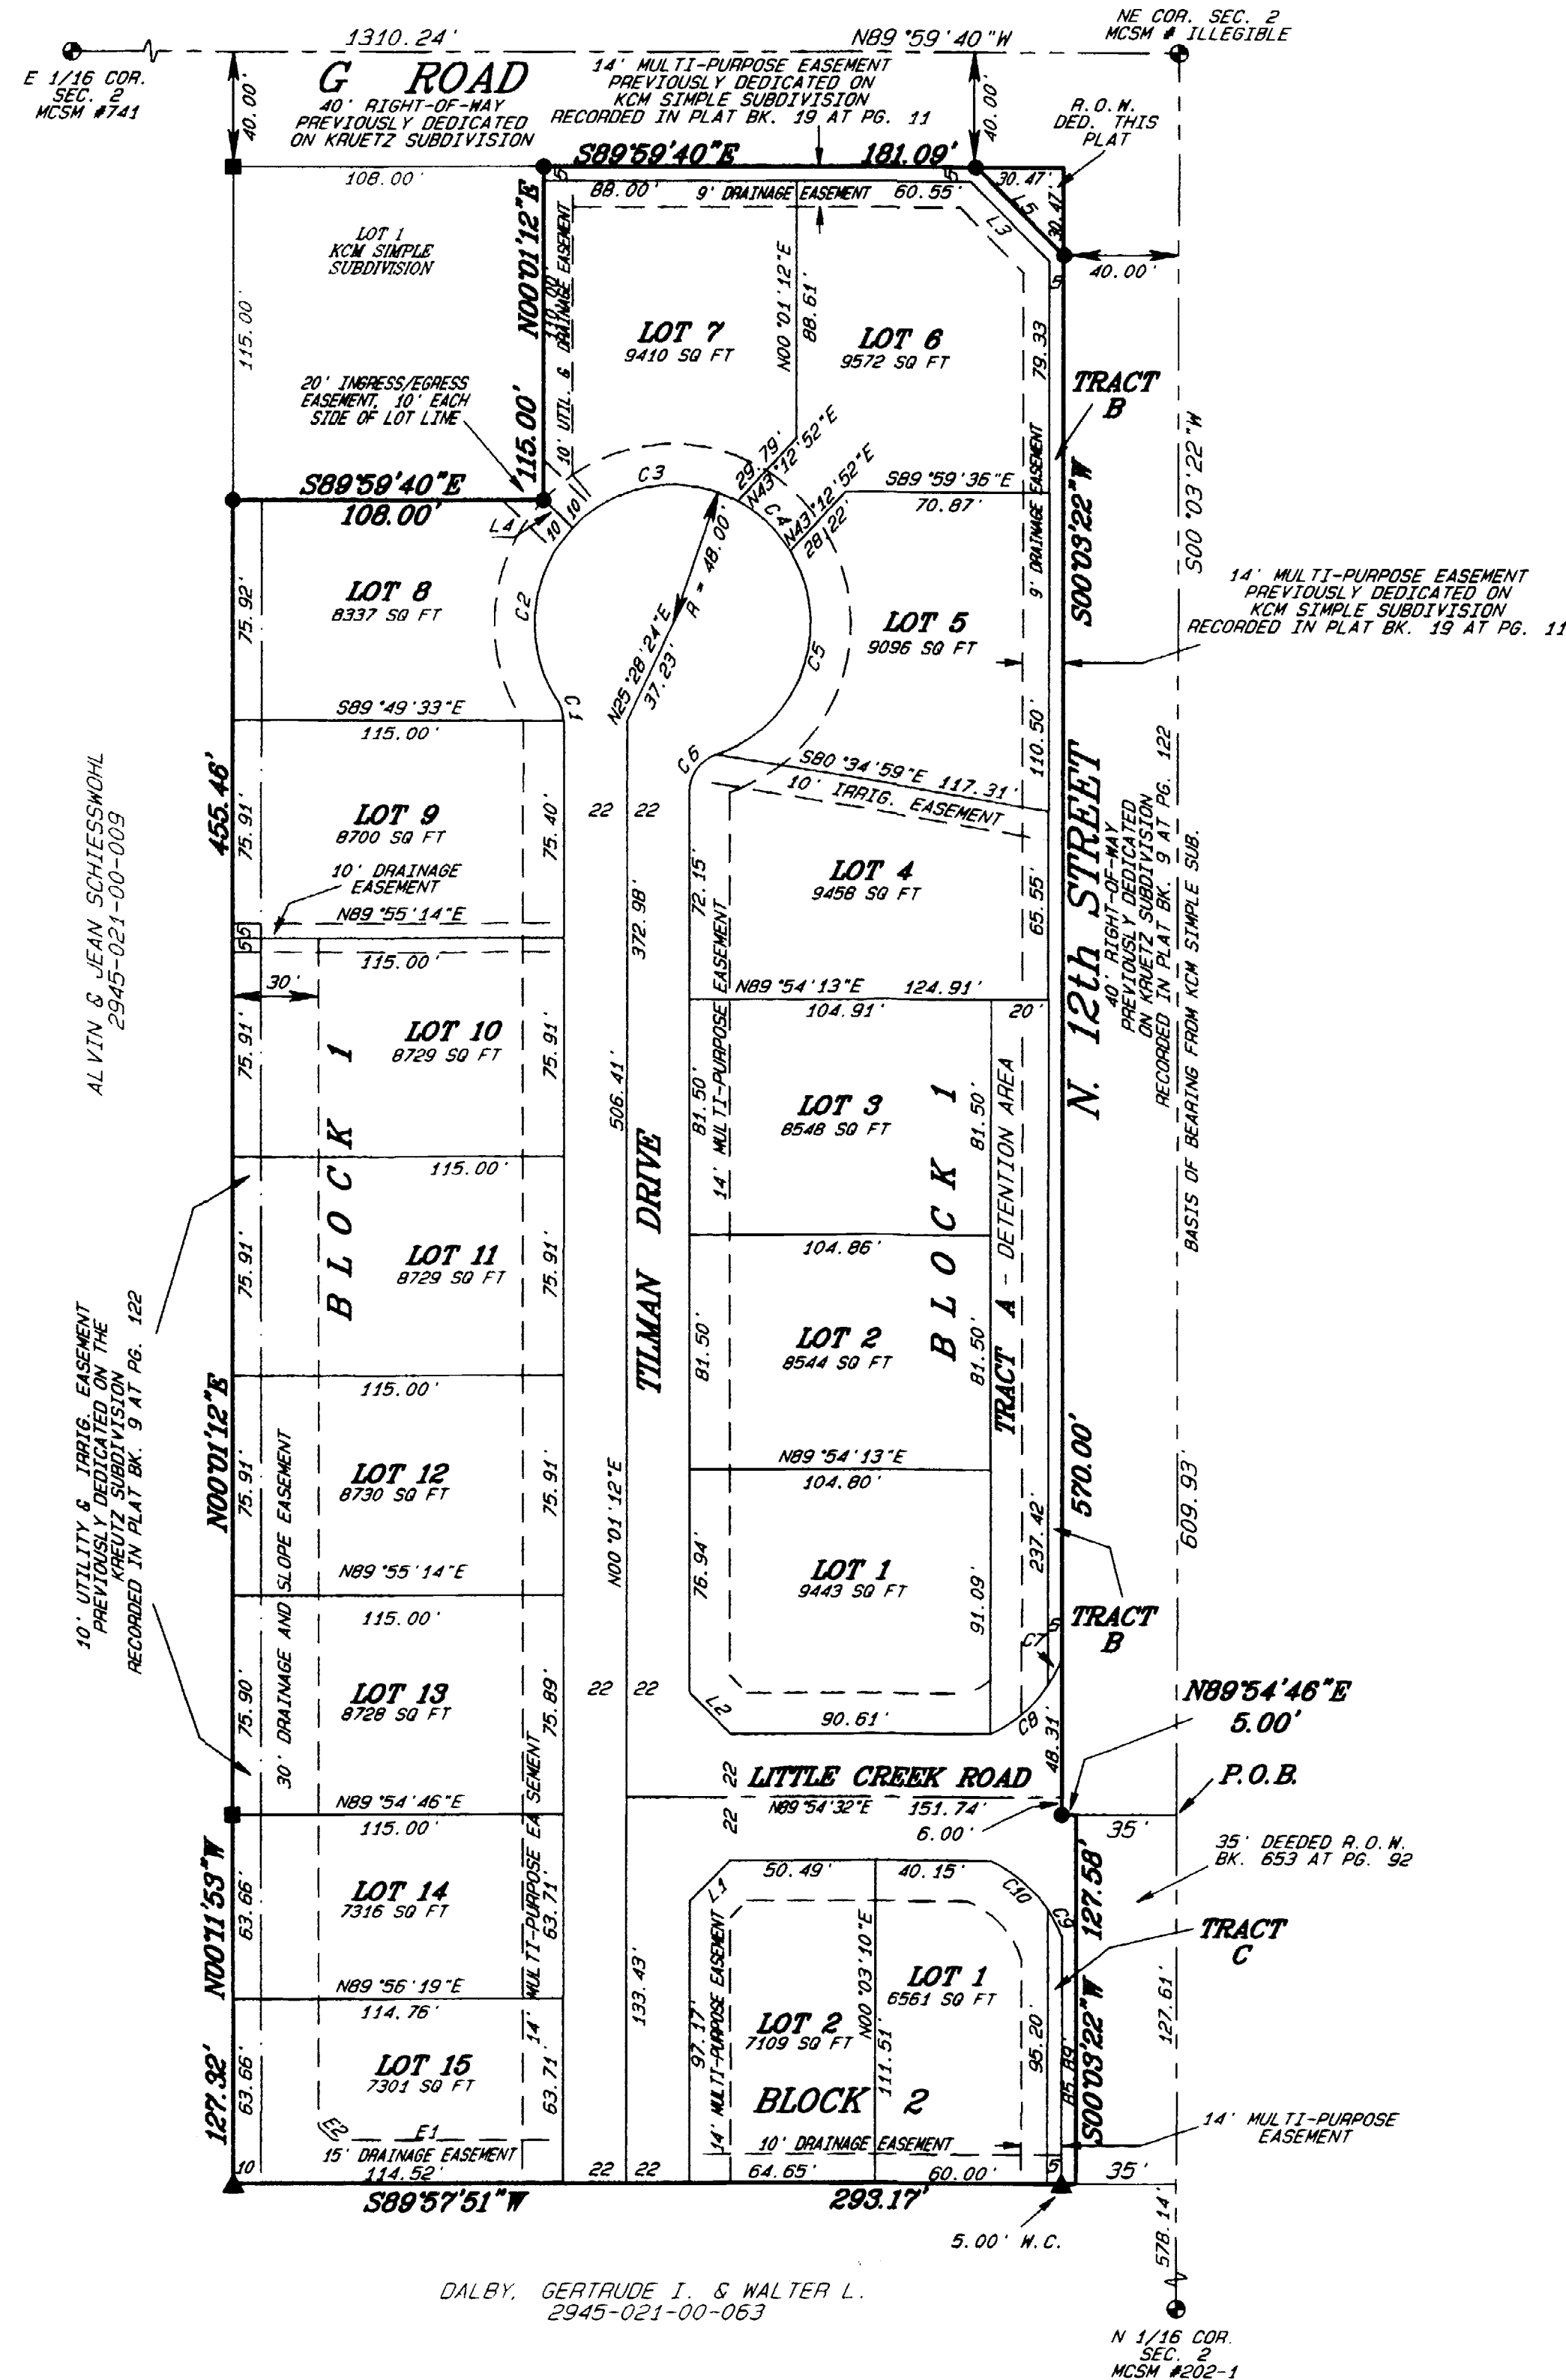 NE COR. SEC. 2
MCSM # ILLEGIBLE
1310.24'
N89°59'40"W
E 1/16 COR.
SEC. 2
MCSM #741
40.00'
G ROAD
40' RIGHT-OF-WAY
PREVIOUSLY DEDICATED
ON KRUETZ SUBDIVISION
14' MULTI-PURPOSE EASEMENT
PREVIOUSLY DEDICATED ON
KCM SIMPLE SUBDIVISION
RECORDED IN PLAT BK. 19 AT PG. 11
40.00'
R.O.W.
DED. THIS
PLAT
S89°59'40"E
181.09'
108.00'
5
88.00'
9' DRAINAGE EASEMENT
60.55'
5
30.47'
L5
30.47'
L3
40.00'
5
LOT 1
KCM SIMPLE
SUBDIVISION
115.00'
N00°01'12"E
115.00'
110.00'
10' UTIL. & DRAINAGE EASEMENT
LOT 7
9410 SQ FT
N00°01'12"E
88.61'
LOT 6
9572 SQ FT
79.33
TRACT
B
20' INGRESS/EGRESS
EASEMENT, 10' EACH
SIDE OF LOT LINE
S89°59'40"E
108.00'
L4
10
10
C3
29.79'
N43°12'52"E
C4
N43°12'52"E
28.22'
S89°59'36"E
70.87'
9' DRAINAGE EASEMENT
S00°03'22"W
S00°03'22"W
14' MULTI-PURPOSE EASEMENT
PREVIOUSLY DEDICATED ON
KCM SIMPLE SUBDIVISION
RECORDED IN PLAT BK. 19 AT PG. 11
LOT 8
8337 SQ FT
75.92'
C2
R = 48.00'
N25°28'24"E
37.23'
C5
LOT 5
9096 SQ FT
110.50'
S89°49'33"E
115.00'
C1
C6
S80°34'59"E 117.31'
10' IRRIG. EASEMENT
455.46'
ALVIN & JEAN SCHIESSWOHL
2945-021-00-009
LOT 9
8700 SQ FT
75.91'
75.40'
22
22
10' DRAINAGE
EASEMENT
N89°55'14"E
5
5
115.00'
30'
372.98'
72.15'
LOT 4
9458 SQ FT
65.55'
N89°54'13"E
124.91'
104.91'
20'
N. 12th STREET
40' RIGHT-OF-WAY
PREVIOUSLY DEDICATED
ON KRUETZ SUBDIVISION
RECORDED IN PLAT BK. 9 AT PG. 122
BASIS OF BEARING FROM KCM SIMPLE SUB.
LOT 10
8729 SQ FT
75.91'
75.91'
BLOCK 1
115.00'
506.41'
14' MULTI-PURPOSE EASEMENT
81.50'
LOT 3
8548 SQ FT
81.50'
BLOCK 1
TRACT A - DETENTION AREA
LOT 11
8729 SQ FT
75.91'
75.91'
115.00'
TILMAN DRIVE
104.86'
81.50'
LOT 2
8544 SQ FT
81.50'
10' UTILITY & IRRIG. EASEMENT
PREVIOUSLY DEDICATED ON THE
KREUTZ SUBDIVISION
RECORDED IN PLAT BK. 9 AT PG. 122
N00°01'12"E
LOT 12
8730 SQ FT
75.91'
75.91'
N89°55'14"E
115.00'
30' DRAINAGE AND SLOPE EASEMENT
N00°01'12"E
N89°54'13"E
104.80'
76.94'
LOT 1
9443 SQ FT
91.09'
237.42'
570.00'
609.93'
C7
5
TRACT
B
LOT 13
8728 SQ FT
75.90'
75.89'
22
22
L2
90.61'
C8
48.31'
N89°54'46"E
5.00'
P.O.B.
22
LITTLE CREEK ROAD
N89°54'32"E
151.74'
22
6.00'
N89°54'46"E
115.00'
35'
35' DEEDED R.O.W.
BK. 653 AT PG. 92
N00°11'53"W
LOT 14
7316 SQ FT
63.66'
63.71'
14' MULTI-PURPOSE EASEMENT
N89°56'19"E
114.76'
133.43'
L1
50.49'
40.15'
C10
C9
127.58'
TRACT
C
LOT 1
6561 SQ FT
N00°03'10"E
111.51'
LOT 2
7109 SQ FT
97.17'
14' MULTI-PURPOSE EASEMENT
95.20'
85.89'
S00°03'22"W
127.61'
127.32'
LOT 15
7301 SQ FT
63.66'
63.71'
BLOCK 2
E2
E1
15' DRAINAGE EASEMENT
10' DRAINAGE EASEMENT
14' MULTI-PURPOSE
EASEMENT
10
114.52'
22
22
64.65'
60.00'
5
35'
S89°57'51"W
293.17'
5.00' W.C.
578.14'
DALBY, GERTRUDE I. & WALTER L.
2945-021-00-063
N 1/16 COR.
SEC. 2
MCSM #202-1